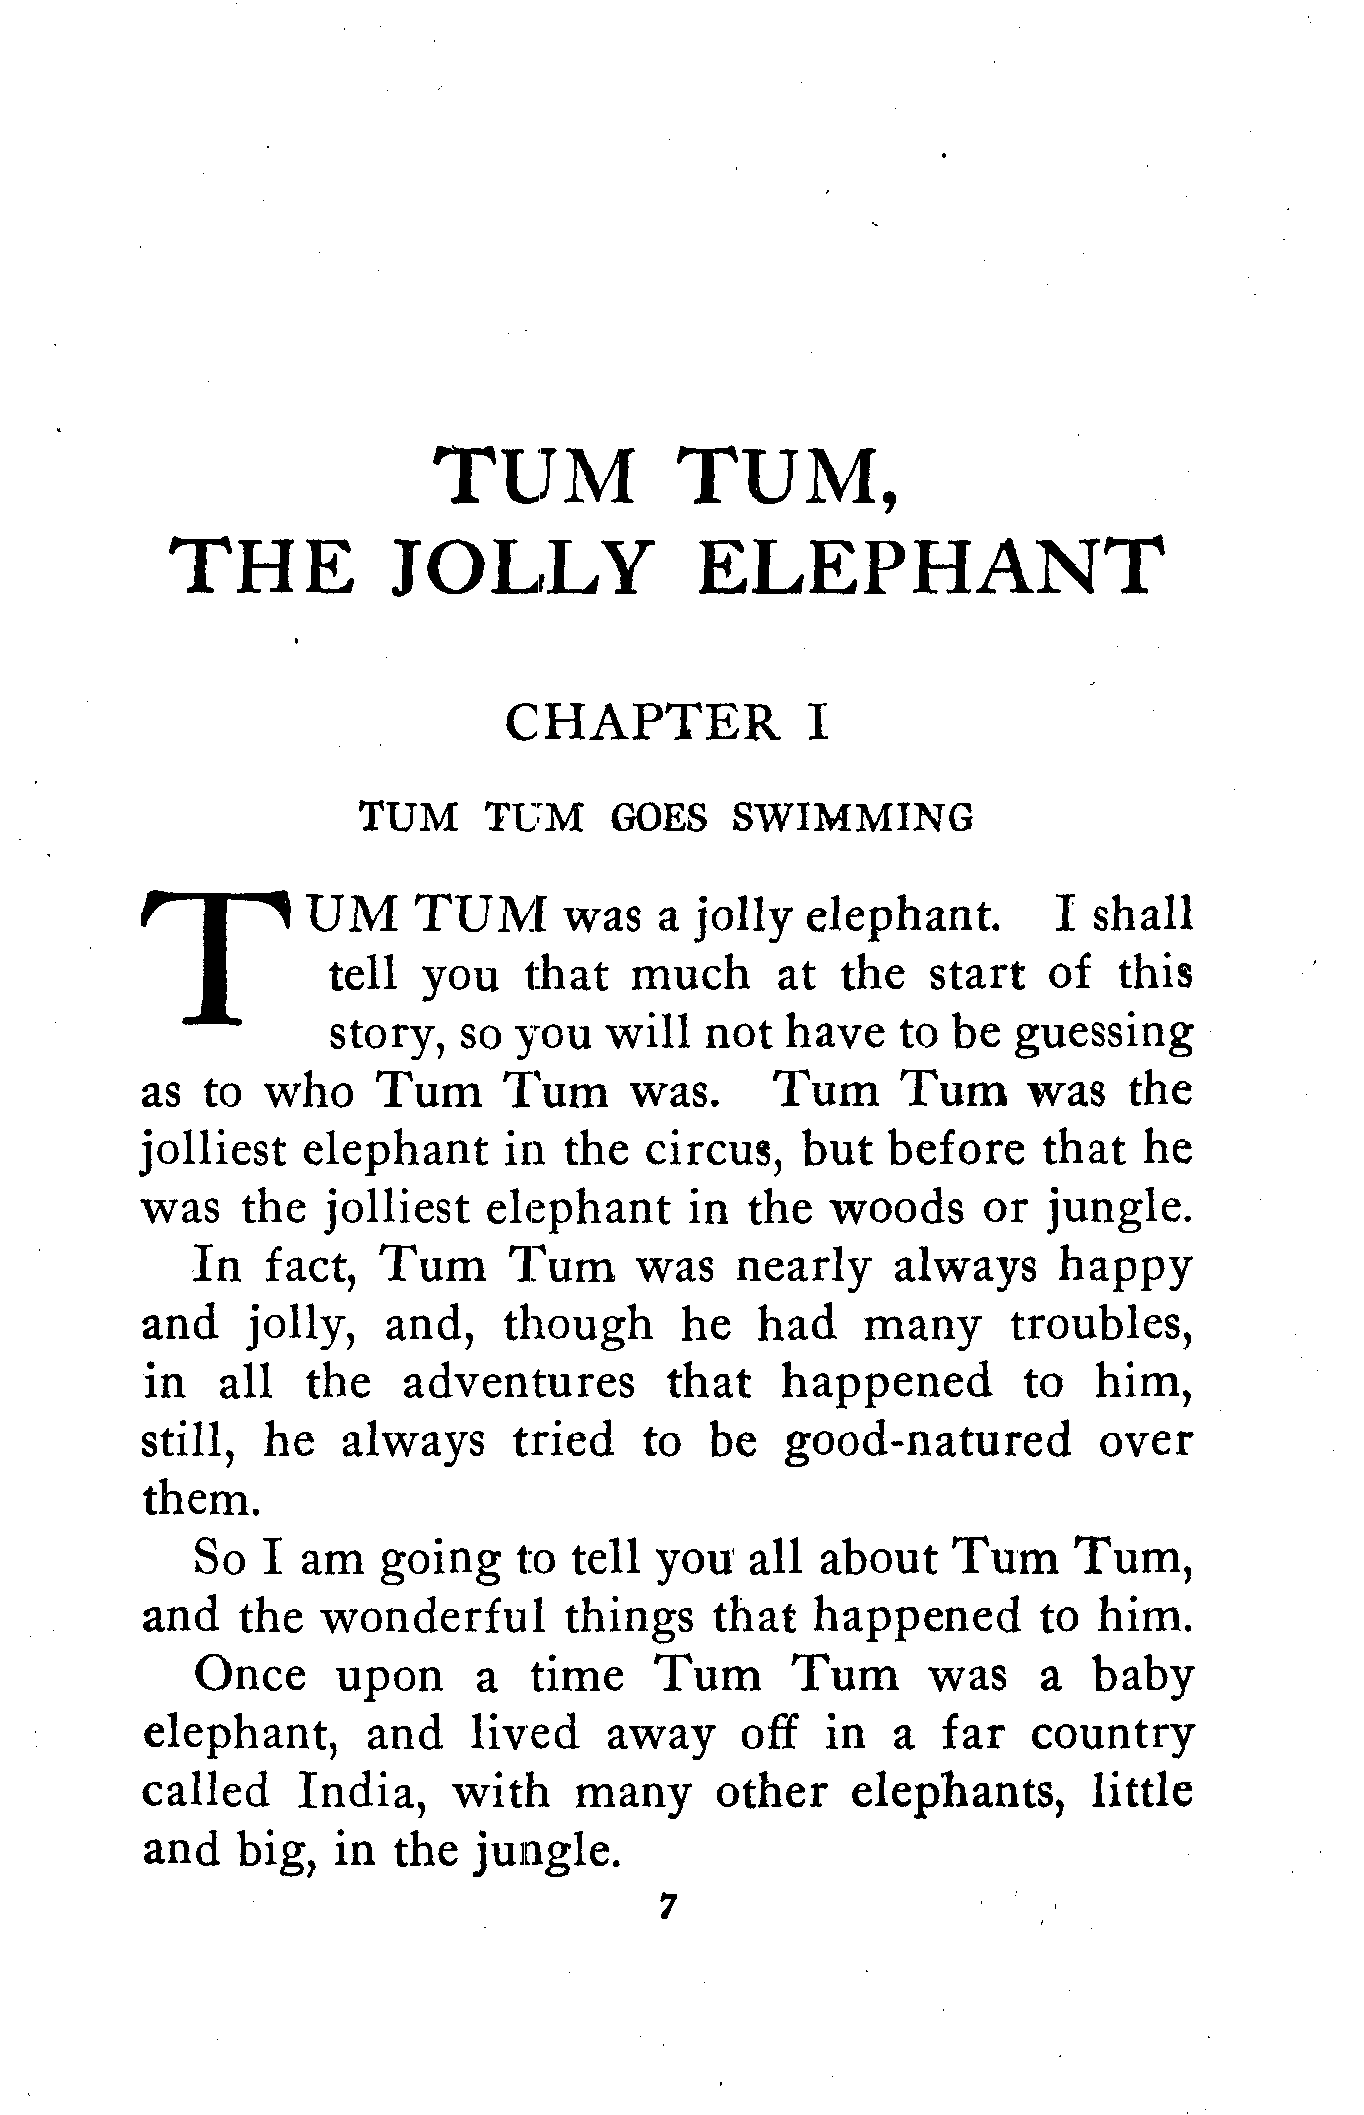 TUM TUM,
THE JOLLY ELEPHANT
CHAPTER I
TUM TUM GOES SWIMMING
TUM TUM was a jolly elephant. I shall
tell you that much at the start of this
story, so you will not have to be guessing
as to who Tum Tum was. Tum Tum was the
jolliest elephant in the circus, but before that he
was the jolliest elephant in the woods or jungle.
In fact, Tum Tum was nearly always happy
and jolly, and, though he had many troubles,
in all the adventures that happened to him,
still, he always tried to be good-natured over
them.
So I am going to tell you all about Tum Tum,
and the wonderful things that happened to him.
Once upon a time Tum Tum was a baby
elephant, and lived away off in a far country
called India, with many other elephants, little
and big, in the jungle.
7